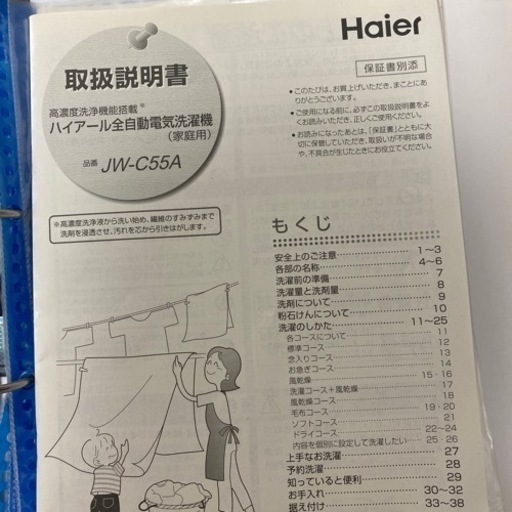 Haier
取扱説明書
高濃度洗浄機能搭載※
ハイアール全自動電気洗濯機
(家庭用)
品番 JW-C55A
※高濃度洗浄液から洗い始め、繊維のすみずみまで
洗剤を浸透させ、汚れを芯から引きはがします。
保証書別添
●このたびは、お買上げいただき、まことにあ
りがとうございます。
●ご使用になる前に、必ずこの取扱説明書をよ
くお読みいただき、正しくご使用ください。
●お読みになったあとは、「保証書」とともに大
切に保管していただき、取扱いが不明な場合
や、不具合が生じたときにお役立てください。
もくじ
安全上のご注意 1~3
各部の名称 4~6
洗濯前の準備 7
洗濯量と洗剤量 8
洗剤について 9
粉石けんについて 10
洗濯のしかた 11~25
各コースについて 11
標準コース 12
念入りコース 13
お急ぎコース 14
風乾燥 15・16
洗濯コース+風乾燥 17
風乾燥コース 18
毛布コース 19・20
ソフトコース 21
ドライコース 22~24
内容を個別に設定して洗濯したい 25・26
上手なお洗濯 27
予約洗濯 28
知っていると便利 29
お手入れ 30~32
据え付け 33~38